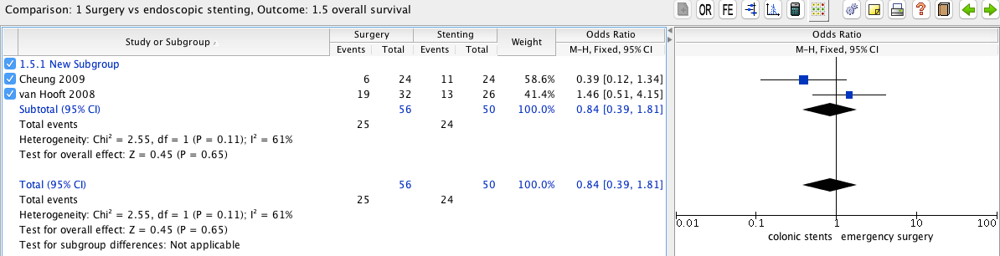 Comparison: 1 Surgery vs endoscopic stenting, Outcome: 1.5 overall survival
OR FE
Study or Subgroup Surgery Stenting Weight Odds Ratio Odds Ratio
Events Total Events Total M-H, Fixed, 95% CI M-H, Fixed, 95% CI
1.5.1 New Subgroup
Cheung 2009 6 24 11 24 58.6% 0.39 [0.12, 1.34]
van Hooft 2008 19 32 13 26 41.4% 1.46 [0.51, 4.15]
Subtotal (95% CI) 56 50 100.0% 0.84 [0.39, 1.81]
Total events 25 24
Heterogeneity: Chi² = 2.55, df = 1 (P = 0.11); I² = 61%
Test for overall effect: Z = 0.45 (P = 0.65)
Total (95% CI) 56 50 100.0% 0.84 [0.39, 1.81]
Total events 25 24
Heterogeneity: Chi² = 2.55, df = 1 (P = 0.11); I² = 61%
Test for overall effect: Z = 0.45 (P = 0.65)
Test for subgroup differences: Not applicable
0.01 0.1 1 10 100
colonic stents emergency surgery